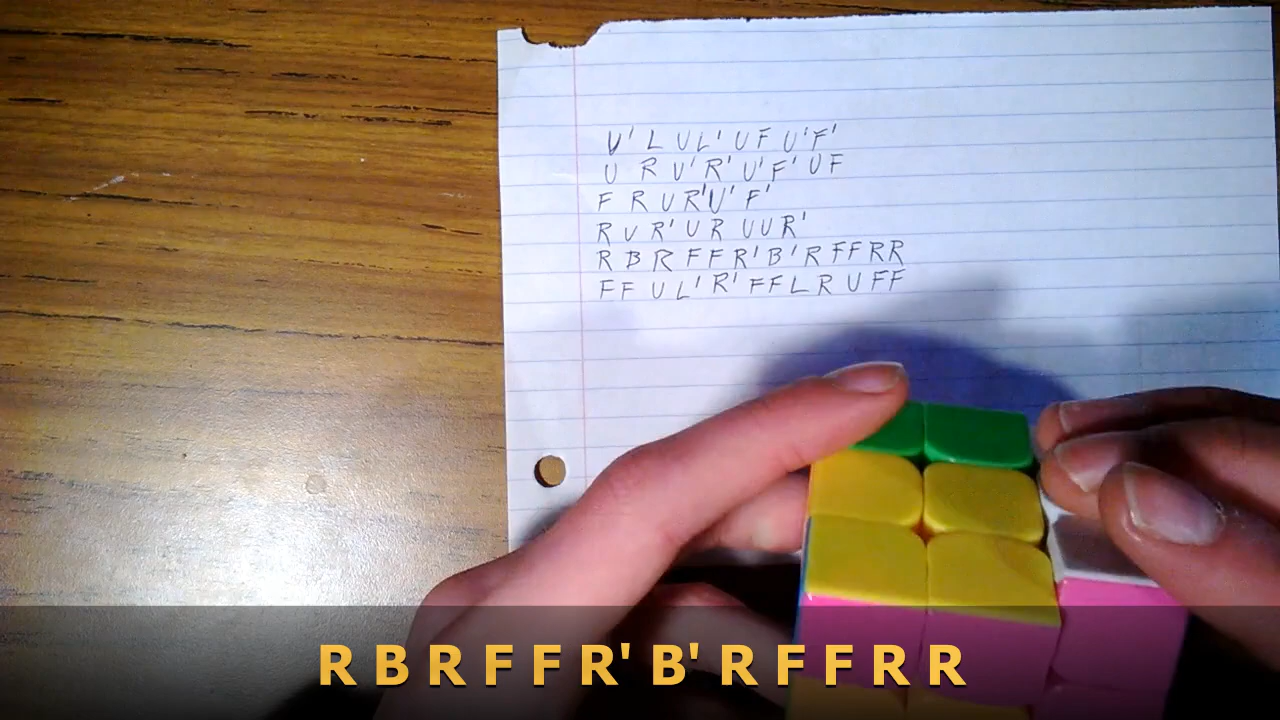 U' L U L' U F U' F'
U R U' R' U' F' U F
F R U R' U' F'
R U R' U R U U R'
R B R F F R' B' R F F R R
F F U L' R' F F L R U F F
R B R F F R' B' R F F R R